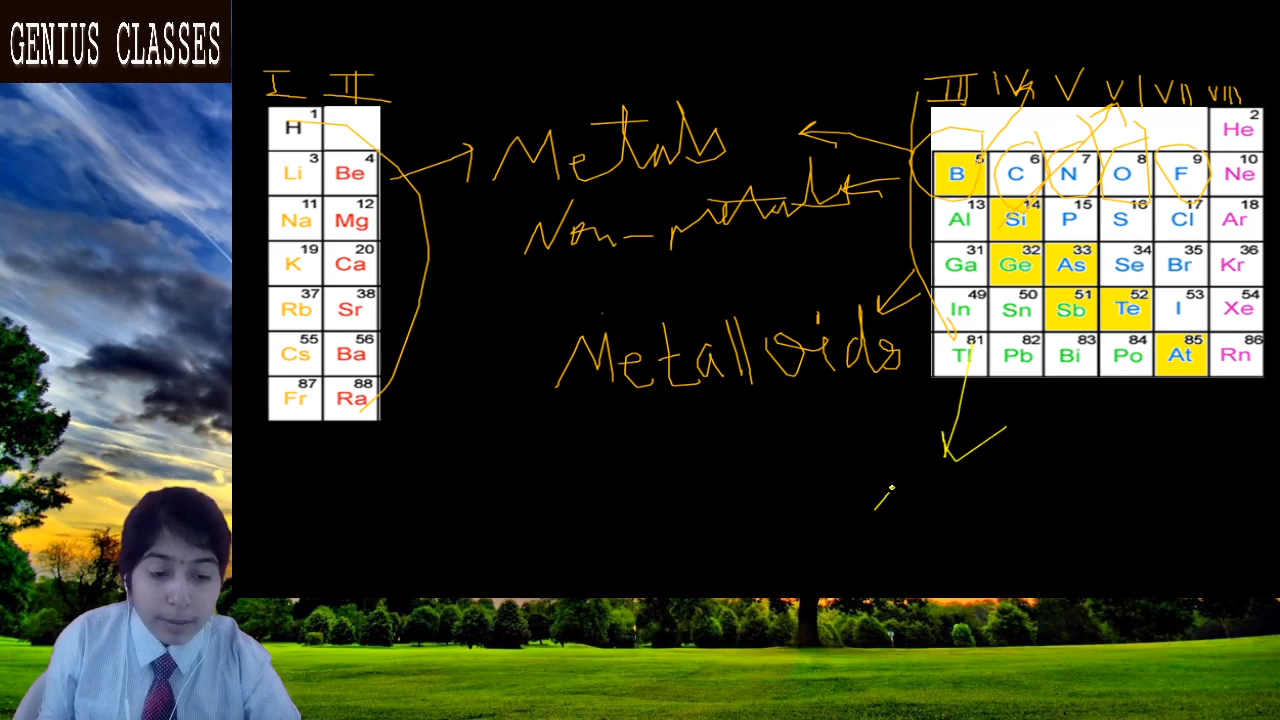 GENIUS CLASSES
I II
III IV V VI VII VIII
Metals
Non-metals
Metalloids
1 H
3 Li 4 Be
11 Na 12 Mg
19 K 20 Ca
37 Rb 38 Sr
55 Cs 56 Ba
87 Fr 88 Ra
2 He
5 B 6 C 7 N 8 O 9 F 10 Ne
13 Al 14 Si 15 P 16 S 17 Cl 18 Ar
31 Ga 32 Ge 33 As 34 Se 35 Br 36 Kr
49 In 50 Sn 51 Sb 52 Te 53 I 54 Xe
81 Tl 82 Pb 83 Bi 84 Po 85 At 86 Rn